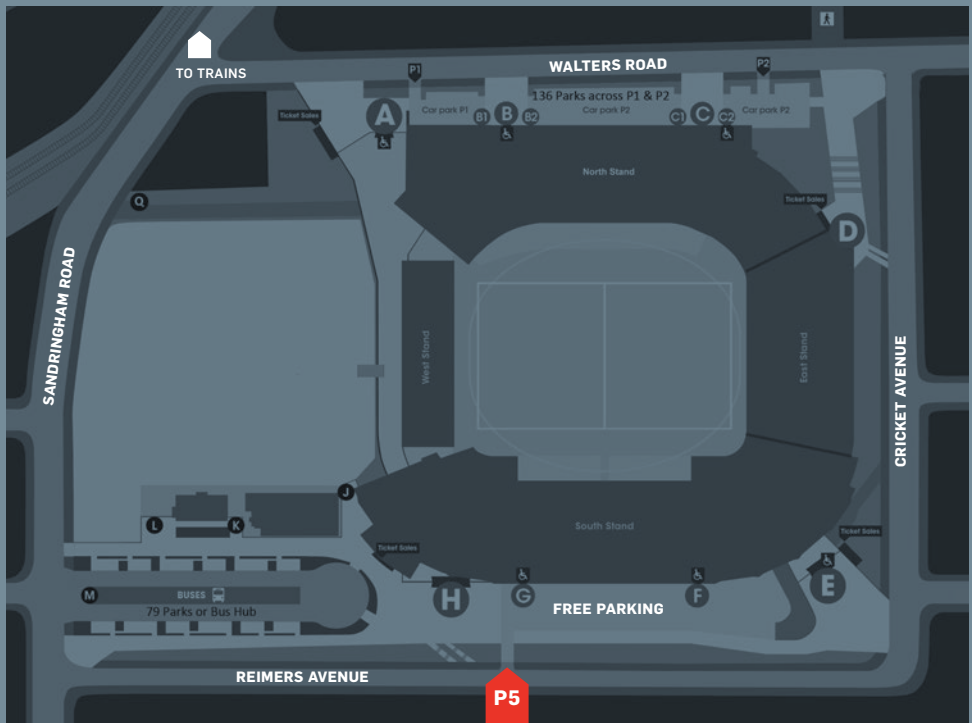 TO TRAINS
WALTERS ROAD
P1
P2
136 Parks across P1 & P2
Ticket Sales
A
Car park P1
B1
B
B2
Car park P2
C1
C
C2
Car park P2
North Stand
Q
Ticket Sales
D
SANDRINGHAM ROAD
West Stand
East Stand
CRICKET AVENUE
J
L
K
South Stand
Ticket Sales
Ticket Sales
M
BUSES
79 Parks or Bus Hub
H
G
F
E
FREE PARKING
REIMERS AVENUE
P5